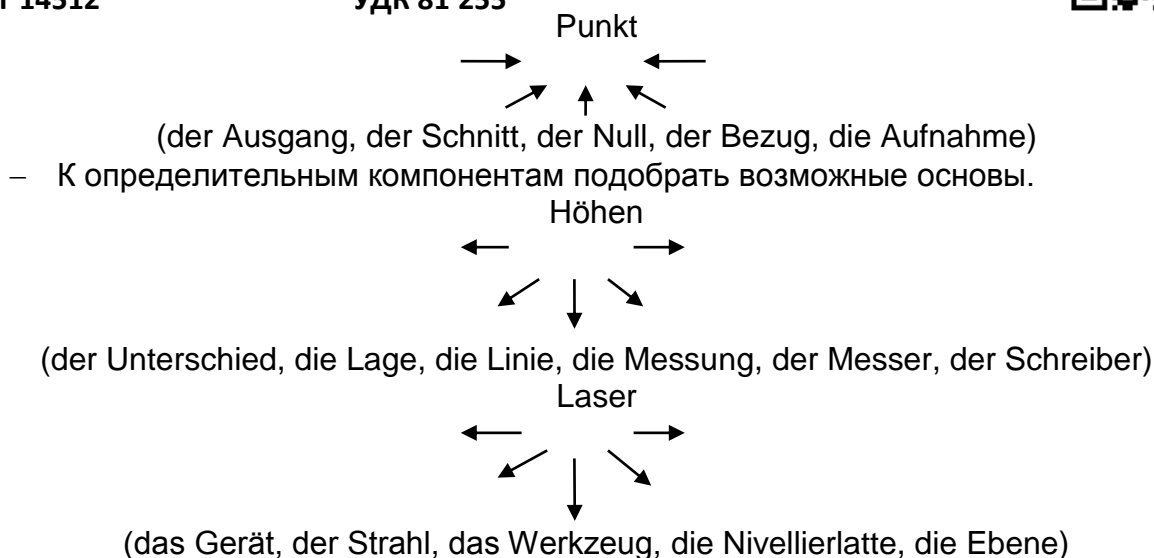 Punkt
(der Ausgang, der Schnitt, der Null, der Bezug, die Aufnahme)
– К определительным компонентам подобрать возможные основы.
Höhen
(der Unterschied, die Lage, die Linie, die Messung, der Messer, der Schreiber)
Laser
(das Gerät, der Strahl, das Werkzeug, die Nivellierlatte, die Ebene)